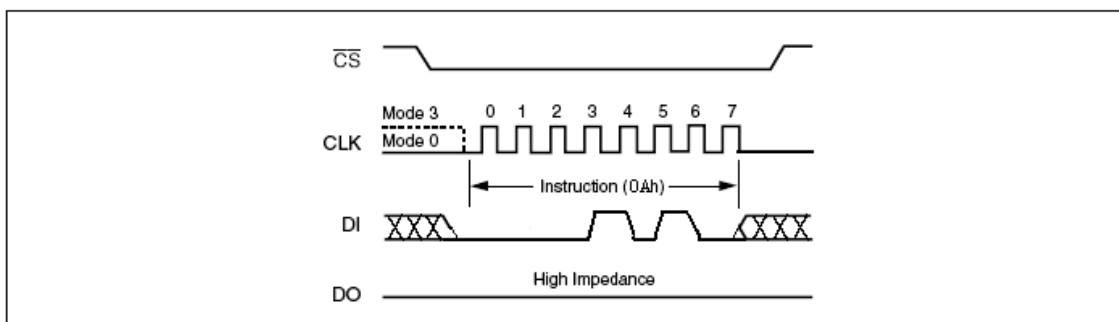 CS
Mode 3
0 1 2 3 4 5 6 7
CLK
Mode 0
Instruction (0Ah)
DI
High Impedance
DO